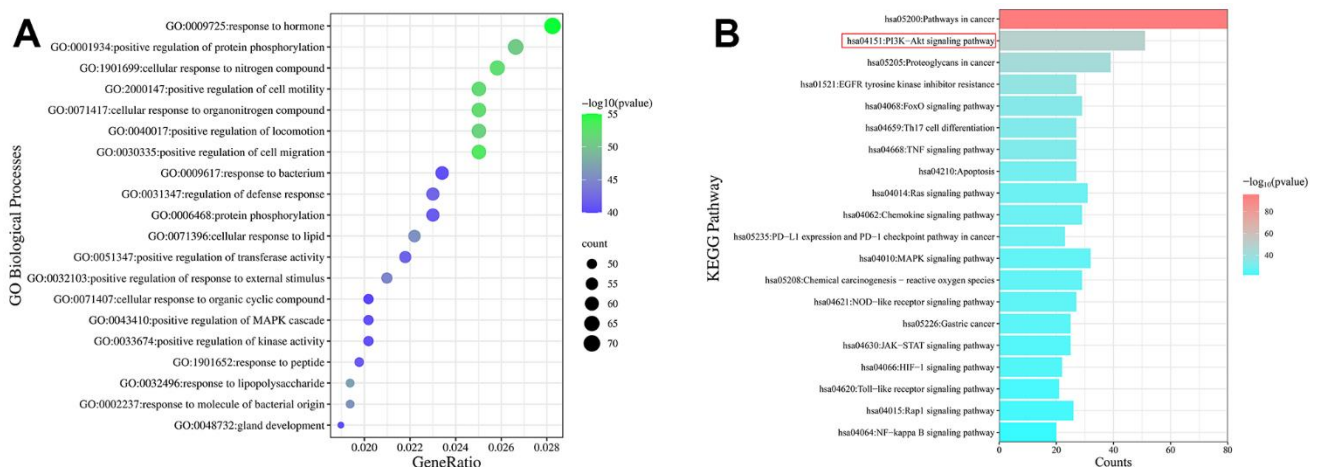 A
GO Biological Processes
GO:0009725:response to hormone
GO:0001934:positive regulation of protein phosphorylation
GO:1901699:cellular response to nitrogen compound
GO:2000147:positive regulation of cell motility
GO:0071417:cellular response to organonitrogen compound
GO:0040017:positive regulation of locomotion
GO:0030335:positive regulation of cell migration
GO:0009617:response to bacterium
GO:0031347:regulation of defense response
GO:0006468:protein phosphorylation
GO:0071396:cellular response to lipid
GO:0051347:positive regulation of transferase activity
GO:0032103:positive regulation of response to external stimulus
GO:0071407:cellular response to organic cyclic compound
GO:0043410:positive regulation of MAPK cascade
GO:0033674:positive regulation of kinase activity
GO:1901652:response to peptide
GO:0032496:response to lipopolysaccharide
GO:0002237:response to molecule of bacterial origin
GO:0048732:gland development
0.020 0.022 0.024 0.026 0.028
GeneRatio
−log10(pvalue)
55
50
45
40
count
50
55
60
65
70
B
KEGG Pathway
hsa05200:Pathways in cancer
hsa04151:PI3K−Akt signaling pathway
hsa05205:Proteoglycans in cancer
hsa01521:EGFR tyrosine kinase inhibitor resistance
hsa04068:FoxO signaling pathway
hsa04659:Th17 cell differentiation
hsa04668:TNF signaling pathway
hsa04210:Apoptosis
hsa04014:Ras signaling pathway
hsa04062:Chemokine signaling pathway
hsa05235:PD−L1 expression and PD−1 checkpoint pathway in cancer
hsa04010:MAPK signaling pathway
hsa05208:Chemical carcinogenesis − reactive oxygen species
hsa04621:NOD−like receptor signaling pathway
hsa05226:Gastric cancer
hsa04630:JAK−STAT signaling pathway
hsa04066:HIF−1 signaling pathway
hsa04620:Toll−like receptor signaling pathway
hsa04015:Rap1 signaling pathway
hsa04064:NF−kappa B signaling pathway
0 20 40 60 80
Counts
−log10(pvalue)
80
60
40